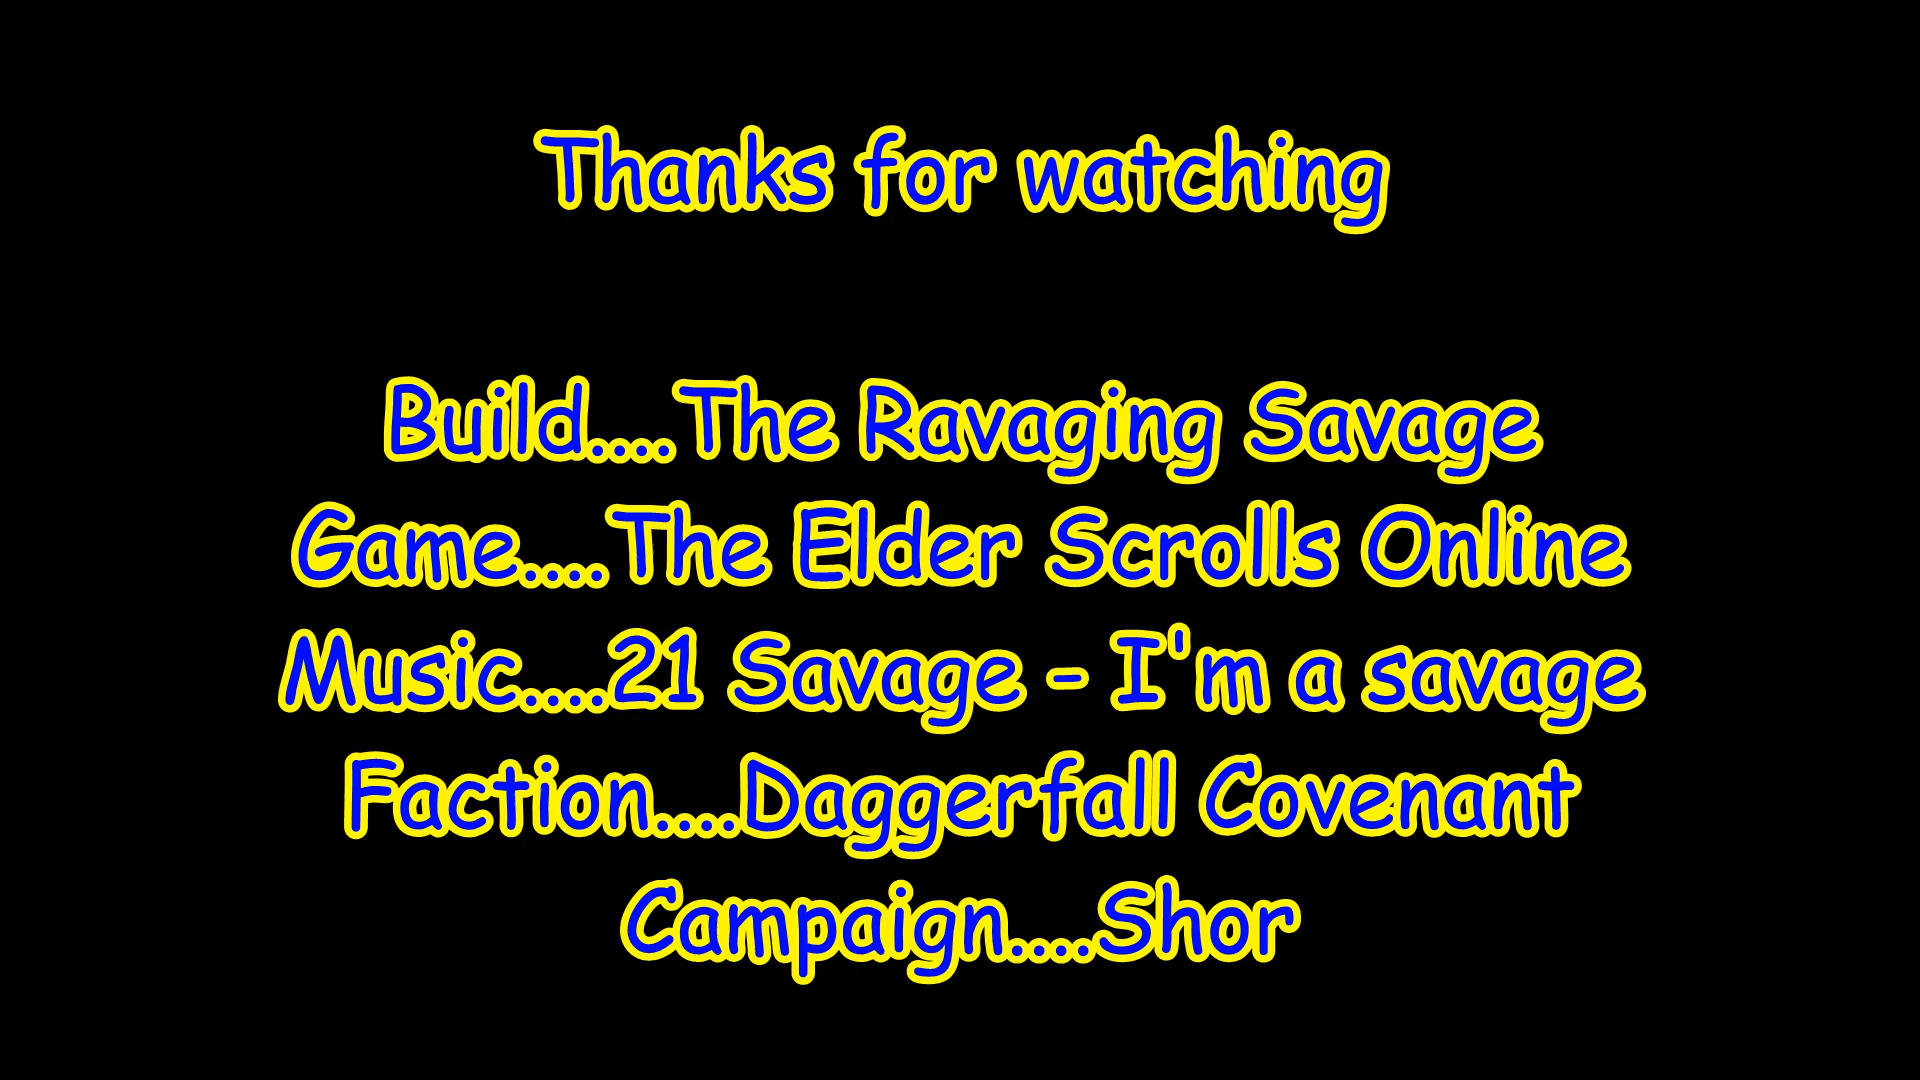 Thanks for watching
Build....The Ravaging Savage
Game....The Elder Scrolls Online
Music....21 Savage - I'm a savage
Faction....Daggerfall Covenant
Campaign....Shor